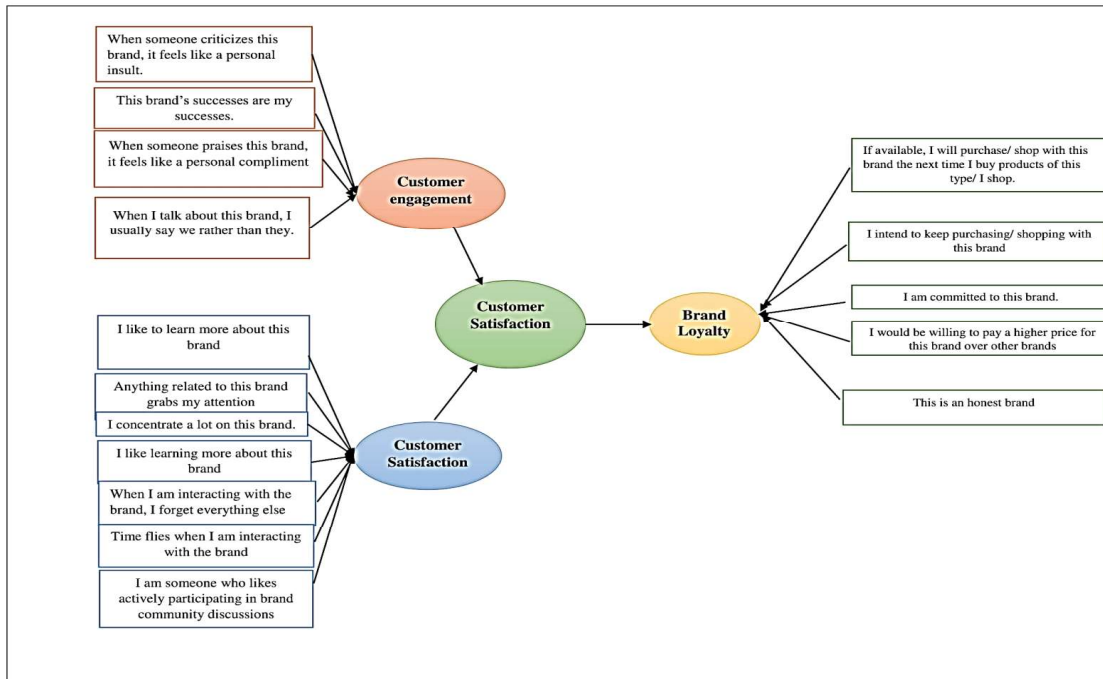 When someone criticizes this
brand, it feels like a personal
insult.
This brand's successes are my
successes.
When someone praises this brand,
it feels like a personal compliment
When I talk about this brand, I
usually say we rather than they.
Customer
engagement
I like to learn more about this
brand
Anything related to this brand
grabs my attention
I concentrate a lot on this brand.
I like learning more about this
brand
When I am interacting with the
brand, I forget everything else
Time flies when I am interacting
with the brand
I am someone who likes
actively participating in brand
community discussions
Customer
Satisfaction
Customer
Satisfaction
Brand
Loyalty
If available, I will purchase/ shop with this
brand the next time I buy products of this
type/ I shop.
I intend to keep purchasing/ shopping with
this brand
I am committed to this brand.
I would be willing to pay a higher price for
this brand over other brands
This is an honest brand